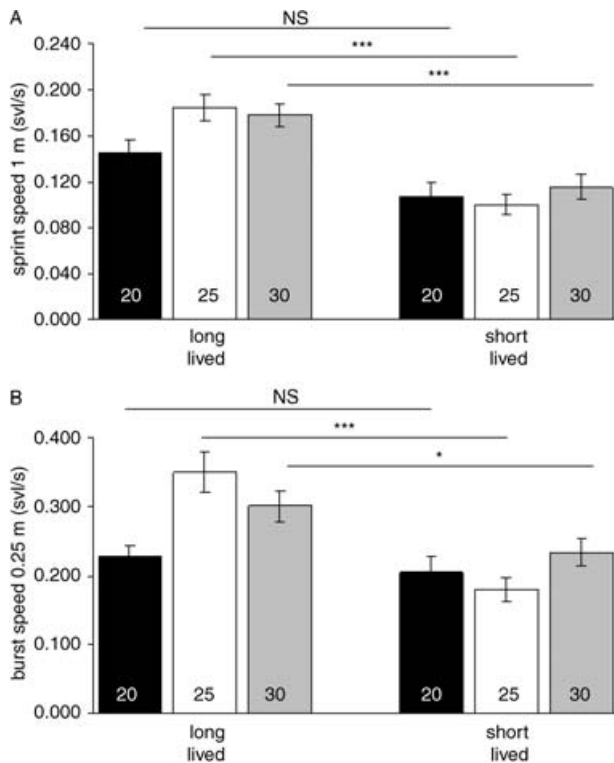 A
NS
***
***
0.240
0.200
0.160
0.120
0.080
0.040
0.000
sprint speed 1 m (svl/s)
20 25 30 20 25 30
long lived
short lived
B
NS
***
*
0.400
0.300
0.200
0.100
0.000
burst speed 0.25 m (svl/s)
20 25 30 20 25 30
long lived
short lived